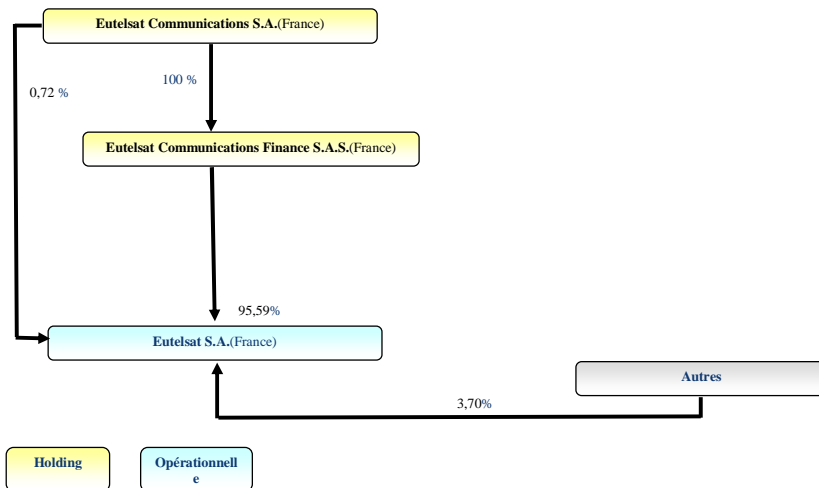 Eutelsat Communications S.A.(France)
100 %
0,72 %
Eutelsat Communications Finance S.A.S.(France)
95,59%
Eutelsat S.A.(France)
Autres
3,70%
Holding
Opérationnell
e